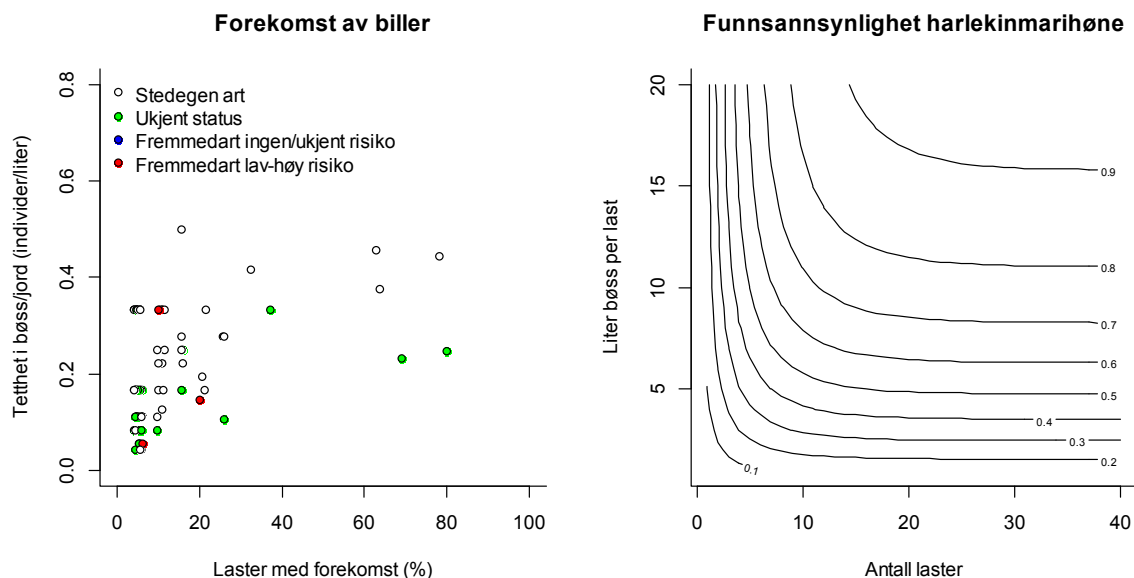 Forekomst av biller
Tetthet i bøss/jord (individer/liter)
0.8
0.6
0.4
0.2
0.0
Stedegen art
Ukjent status
Fremmedart ingen/ukjent risiko
Fremmedart lav-høy risiko
0 20 40 60 80 100
Laster med forekomst (%)
Funnsannsynlighet harlekinmarihøne
Liter bøss per last
20
15
10
5
0.9
0.8
0.7
0.6
0.5
0.4
0.3
0.2
0.1
0 10 20 30 40
Antall laster